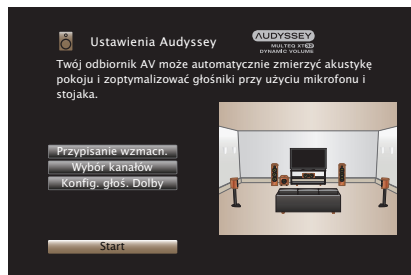 Ustawienia Audyssey
AUDYSSEY
MULTEQ XT32
DYNAMIC VOLUME
Twój odbiornik AV może automatycznie zmierzyć akustykę
pokoju i zoptymalizować głośniki przy użyciu mikrofonu i
stojaka.
Przypisanie wzmacn.
Wybór kanałów
Konfig. głoś. Dolby
Start